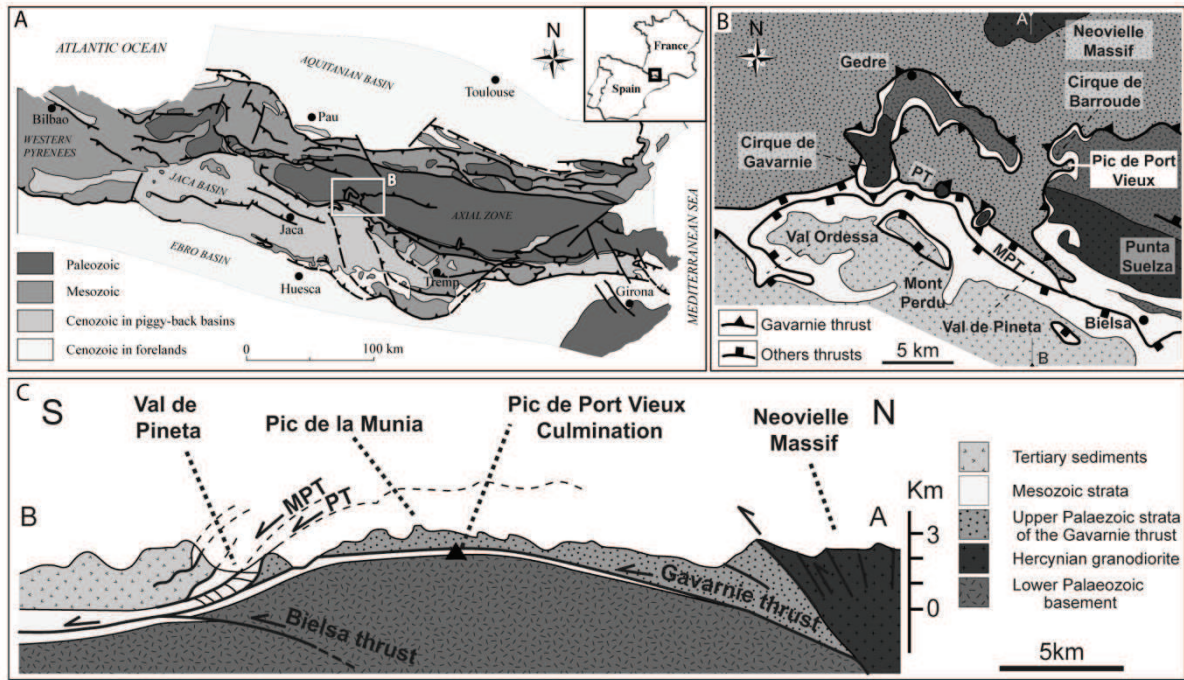 A
ATLANTIC OCEAN
N
France
Spain
AQUITANIAN BASIN
Toulouse
Bilbao
Pau
WESTERN
PYRENEES
JACA BASIN
B
AXIAL ZONE
MEDITERRANEAN SEA
Jaca
EBRO BASIN
Tremp
Huesca
Girona
Paleozoic
Mesozoic
Cenozoic in piggy-back basins
Cenozoic in forelands
0 100 km
B
N
A
Neovielle
Massif
Gedre
Cirque de
Barroude
Cirque de
Gavarnie
PT
Pic de Port
Vieux
Val Ordessa
MPT
Punta
Suelza
Mont
Perdu
Val de Pineta
Bielsa
Gavarnie thrust
Others thrusts
5 km
B
C
S
Val de
Pineta
Pic de la Munia
Pic de Port Vieux
Culmination
Neovielle
Massif
N
B
MPT
PT
A
Km
3
0
Gavarnie thrust
Bielsa thrust
Tertiary sediments
Mesozoic strata
Upper Palaezoic strata
of the Gavarnie thrust
Hercynian granodiorite
Lower Palaeozoic
basement
5km